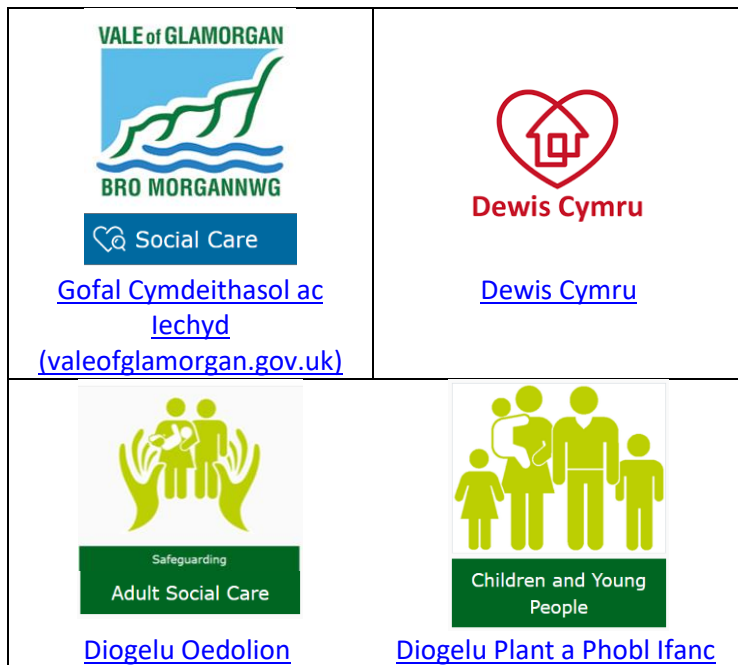 VALE of GLAMORGAN
BRO MORGANNWG
Social Care
Gofal Cymdeithasol ac
Iechyd
(valeofglamorgan.gov.uk)
Dewis Cymru
Dewis Cymru
Safeguarding
Adult Social Care
Diogelu Oedolion
Children and Young
People
Diogelu Plant a Phobl Ifanc